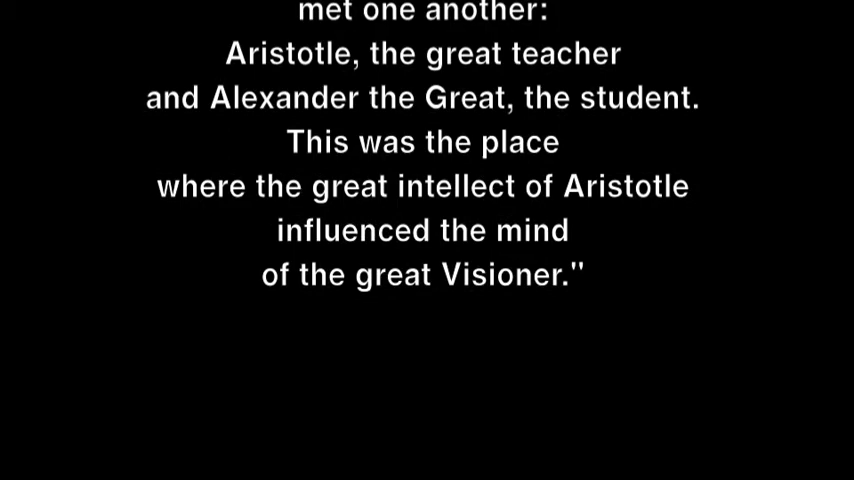 met one another:
Aristotle, the great teacher
and Alexander the Great, the student.
This was the place
where the great intellect of Aristotle
influenced the mind
of the great Visioner."